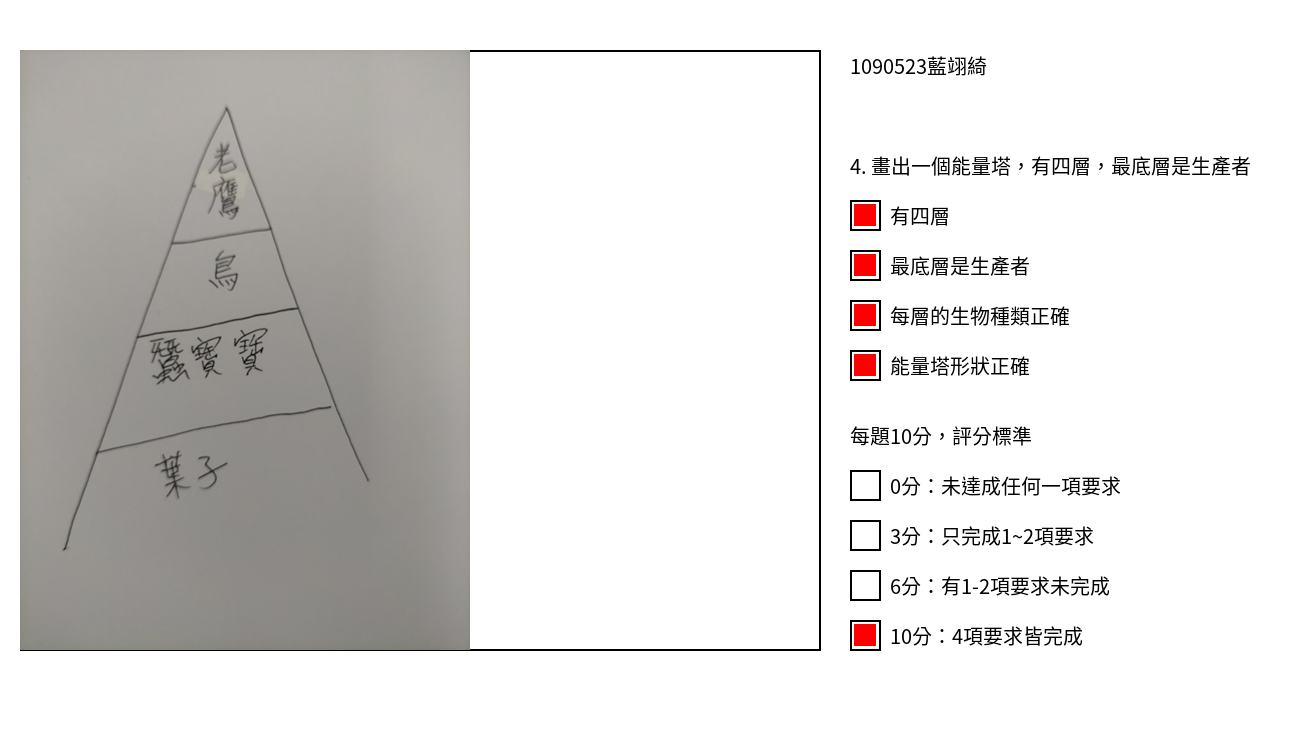 老
鷹
鳥
蠶寶寶
葉子
1090523藍翊綺
4. 畫出一個能量塔，有四層，最底層是生產者
有四層
最底層是生產者
每層的生物種類正確
能量塔形狀正確
每題10分，評分標準
0分：未達成任何一項要求
3分：只完成1~2項要求
6分：有1-2項要求未完成
10分：4項要求皆完成